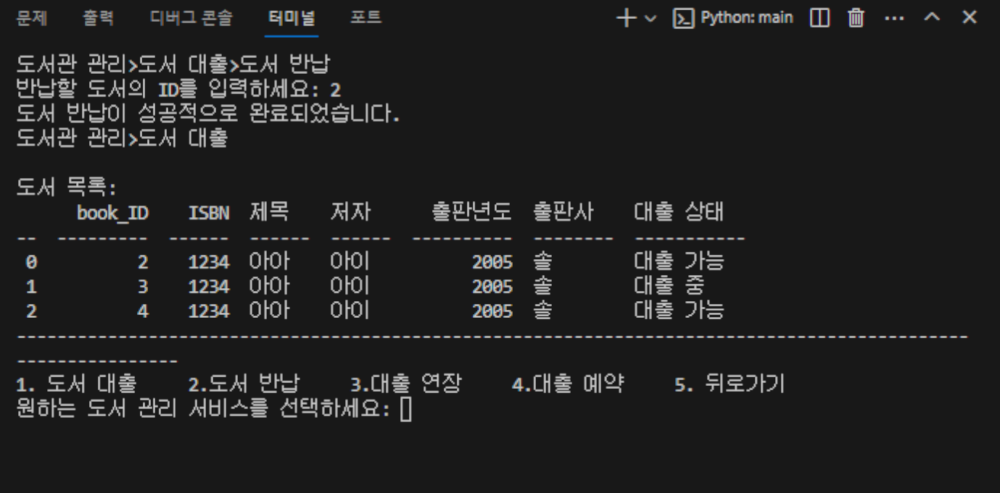 문제 출력 디버그 콘솔 터미널 포트 Python: main
도서관 관리>도서 대출>도서 반납
반납할 도서의 ID를 입력하세요: 2
도서 반납이 성공적으로 완료되었습니다.
도서관 관리>도서 대출
도서 목록:
book_ID ISBN 제목 저자 출판년도 출판사 대출 상태
-- --------- ------ ------ ------ ---------- -------- -----------
0 2 1234 아아 아이 2005 솔 대출 가능
1 3 1234 아아 아이 2005 솔 대출 중
2 4 1234 아아 아이 2005 솔 대출 가능
----------------------------------------------------------------------------------------------
----------------
1. 도서 대출 2.도서 반납 3.대출 연장 4.대출 예약 5. 뒤로가기
원하는 도서 관리 서비스를 선택하세요: